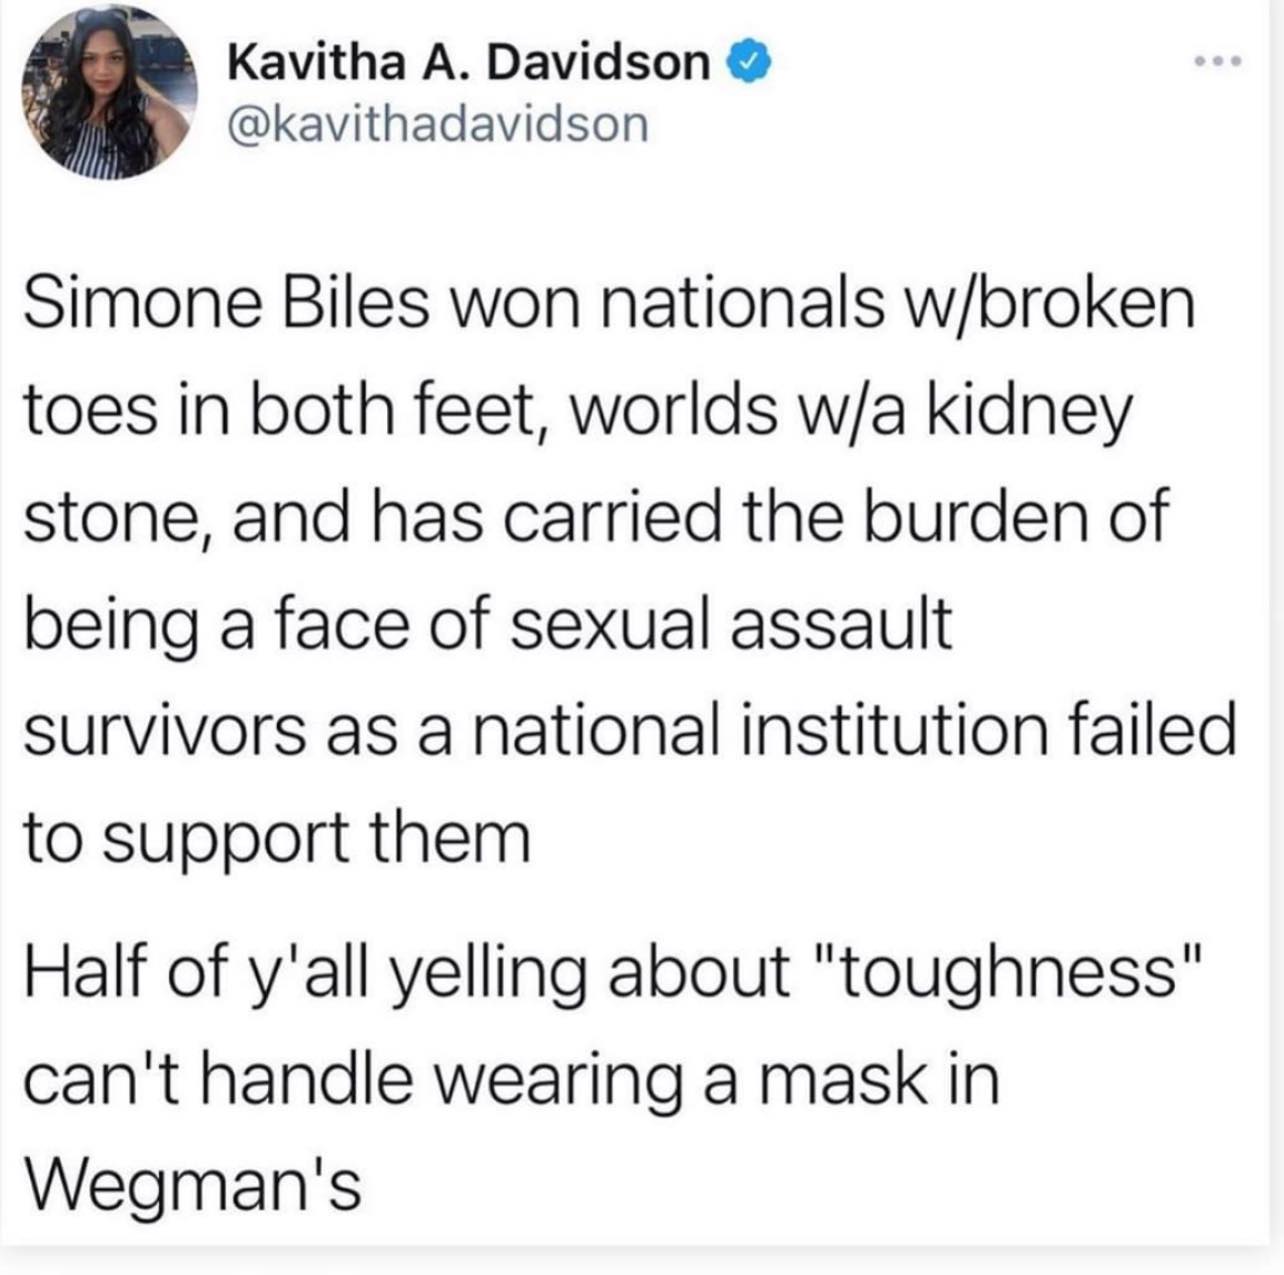 Kavitha A. Davidson
@kavithadavidson
Simone Biles won nationals w/broken
toes in both feet, worlds w/a kidney
stone, and has carried the burden of
being a face of sexual assault
survivors as a national institution failed
to support them
Half of y'all yelling about "toughness"
can't handle wearing a mask in
Wegman's